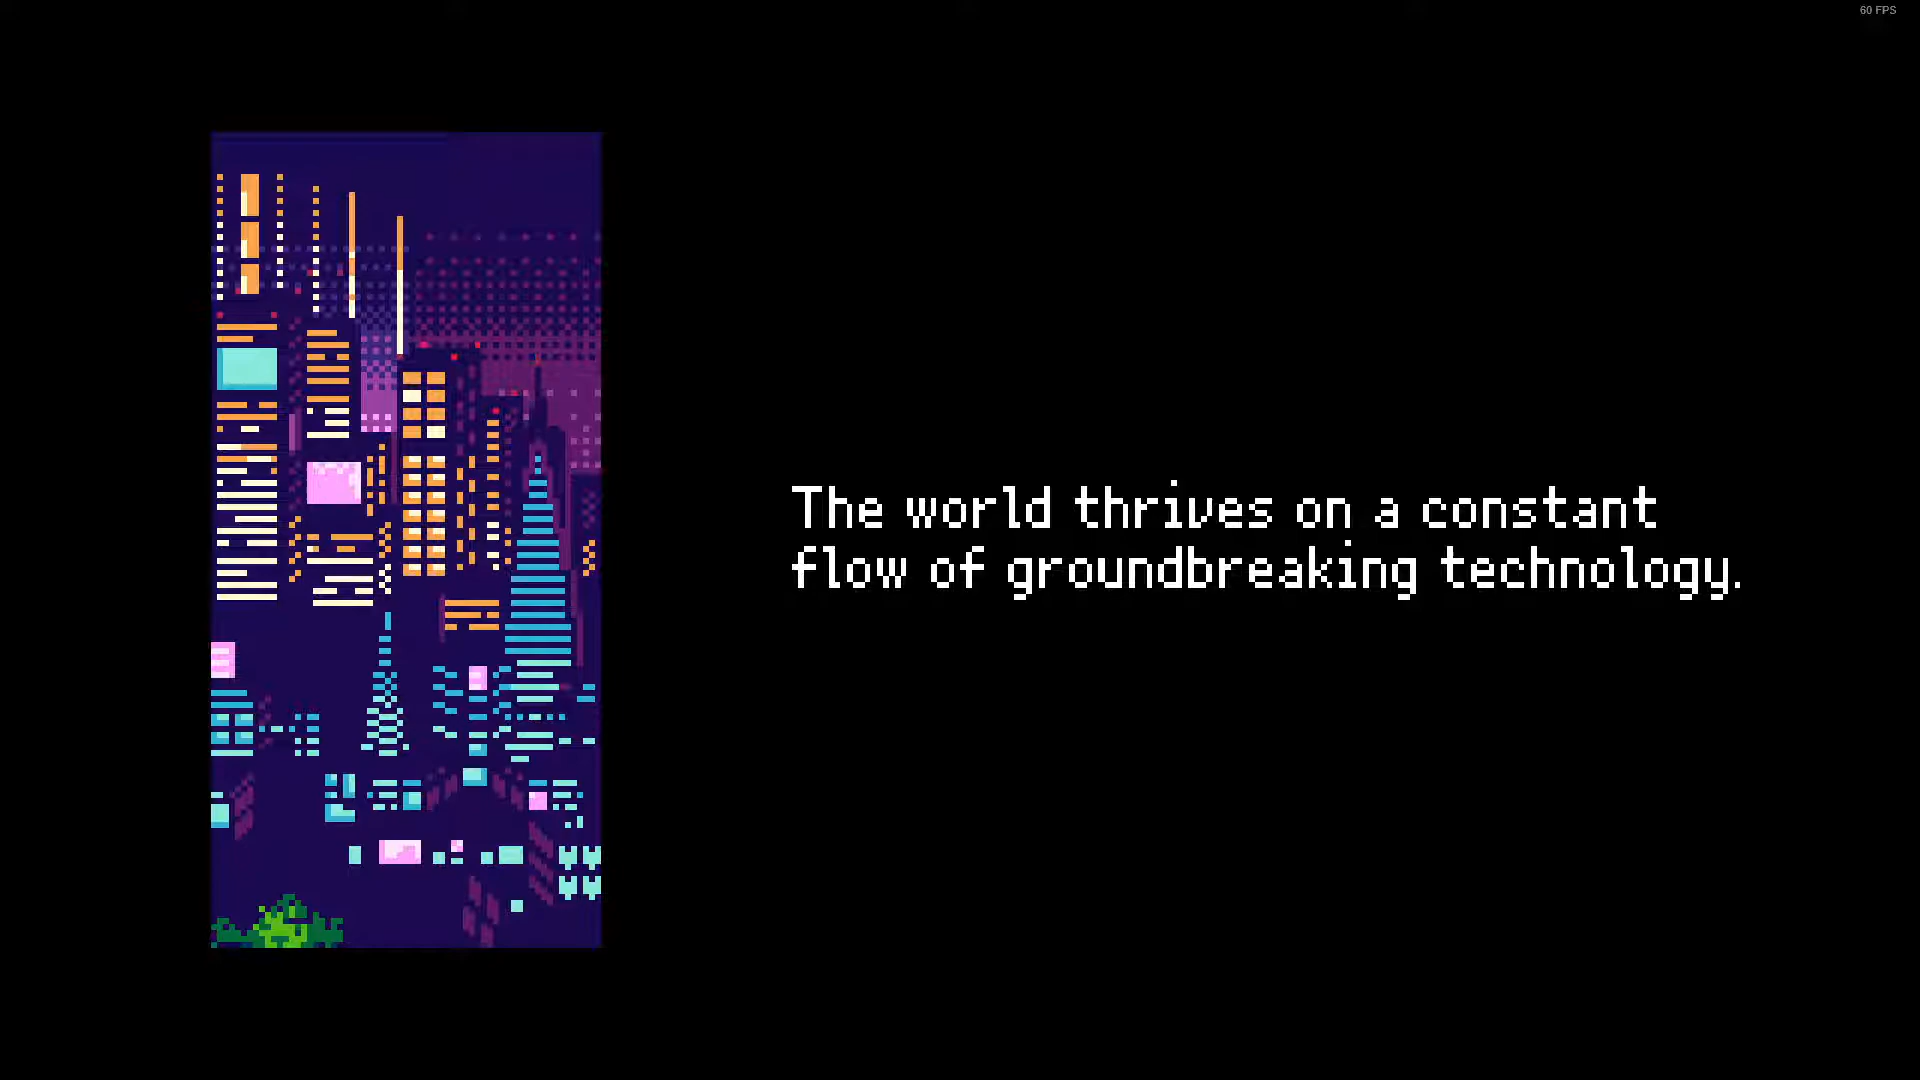 60 FPS
The world thrives on a constant
flow of groundbreaking technology.